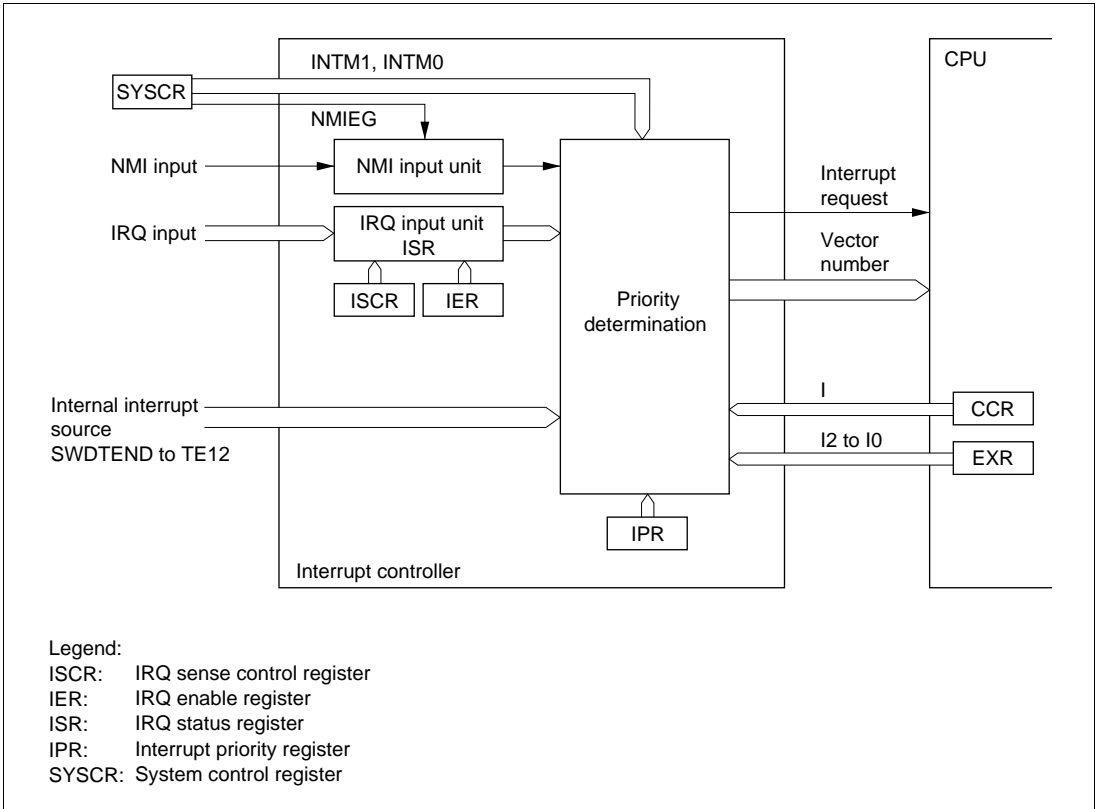 INTM1, INTM0
CPU
SYSCR
NMIEG
NMI input
NMI input unit
Interrupt
request
IRQ input
IRQ input unit
ISR
Vector
number
ISCR
IER
Priority
determination
I
CCR
Internal interrupt
source
SWDTEND to TE12
I2 to I0
EXR
IPR
Interrupt controller
Legend:
ISCR: IRQ sense control register
IER: IRQ enable register
ISR: IRQ status register
IPR: Interrupt priority register
SYSCR: System control register